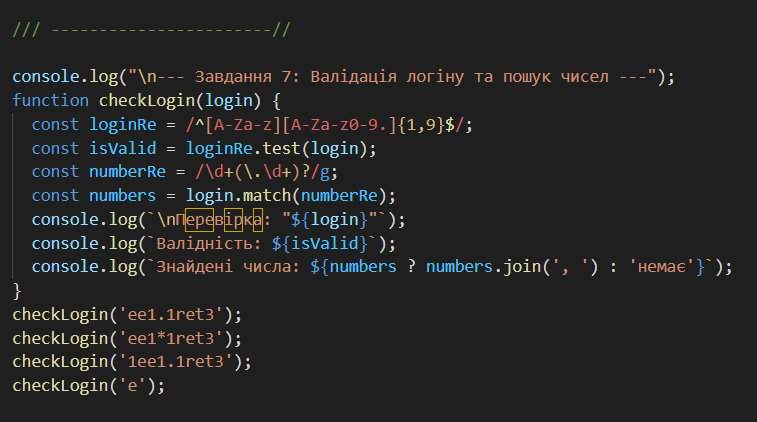 /// -----------------------//
console.log("\n--- Завдання 7: Валідація логіну та пошук чисел ---");
function checkLogin(login) {
  const loginRe = /^[A-Za-z][A-Za-z0-9.]{1,9}$/;
  const isValid = loginRe.test(login);
  const numberRe = /\d+(\.\d+)?/g;
  const numbers = login.match(numberRe);
  console.log(`\nПеревірка: "${login}"`);
  console.log(`Валідність: ${isValid}`);
  console.log(`Знайдені числа: ${numbers ? numbers.join(', ') : 'немає'}`);
}
checkLogin('ee1.1ret3');
checkLogin('ee1*1ret3');
checkLogin('1ee1.1ret3');
checkLogin('e');